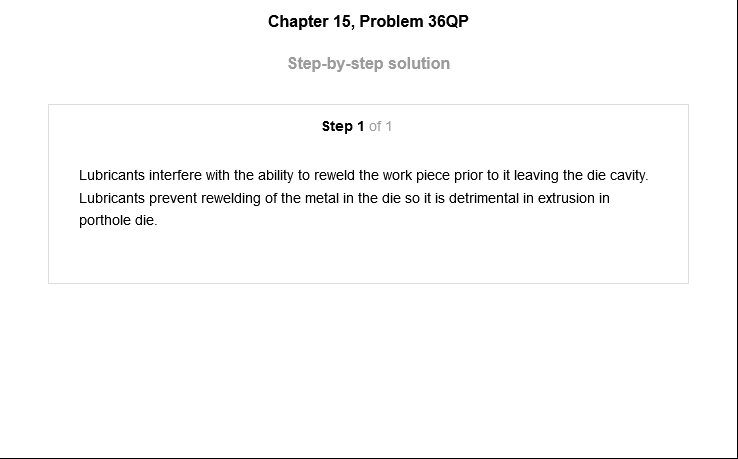 Chapter 15, Problem 36QP
Step-by-step solution
Step 1 of 1
Lubricants interfere with the ability to reweld the work piece prior to it leaving the die cavity.
Lubricants prevent rewelding of the metal in the die so it is detrimental in extrusion in
porthole die.